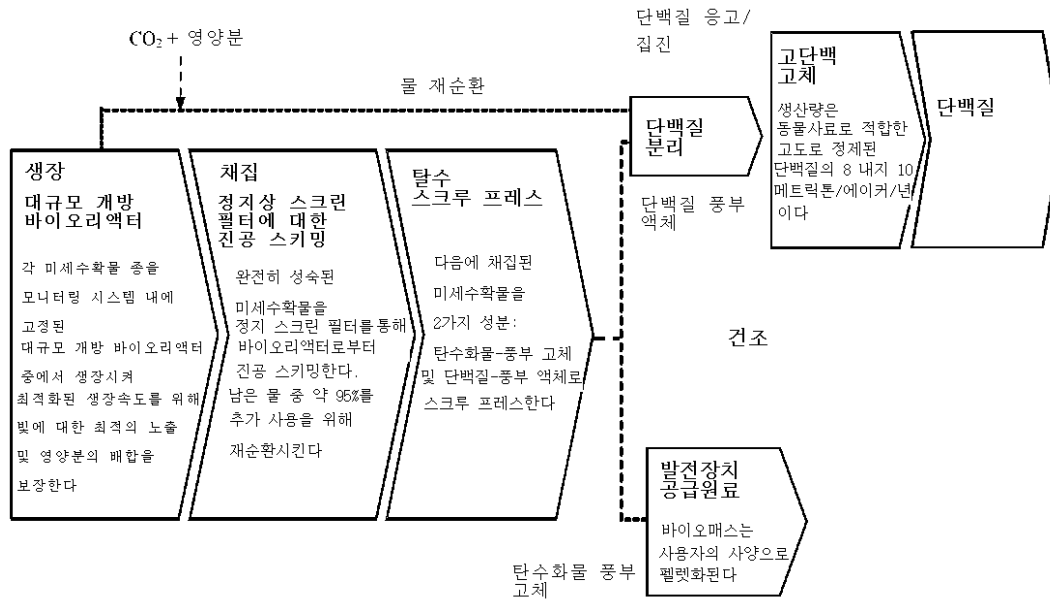 CO₂ + 영양분
물 재순환
단백질 응고/
집진
생장
대규모 개방
바이오리액터
각 미세수확물 종을
모니터링 시스템 내에
고정된
대규모 개방 바이오리액터
중에서 생장시켜
최적화된 생장속도를 위해
빛에 대한 최적의 노출
및 영양분의 배합을
보장한다
채집
정지상 스크린
필터에 대한
진공 스키밍
완전히 성숙된
미세수확물을
정지 스크린 필터를통해
바이오리액터로부터
진공 스키밍한다.
남은 물 중 약 95%를
추가 사용을 위해
재순환시킨다
탈수
스크루 프레스
다음에 채집된
미세수확물을
2가지 성분:
탄수화물-풍부 고체
및 단백질-풍부 액체로
스크루 프레스한다
단백질
분리
단백질 풍부
액체
고단백
고체
생산량은
동물사료로 적합한
고도로 정제된
단백질의 8 내지 10
메트릭톤/에이커/년
이다
단백질
건조
발전장치
공급원료
바이오매스는
사용자의 사양으로
펠렛화된다
탄수화물 풍부
고체